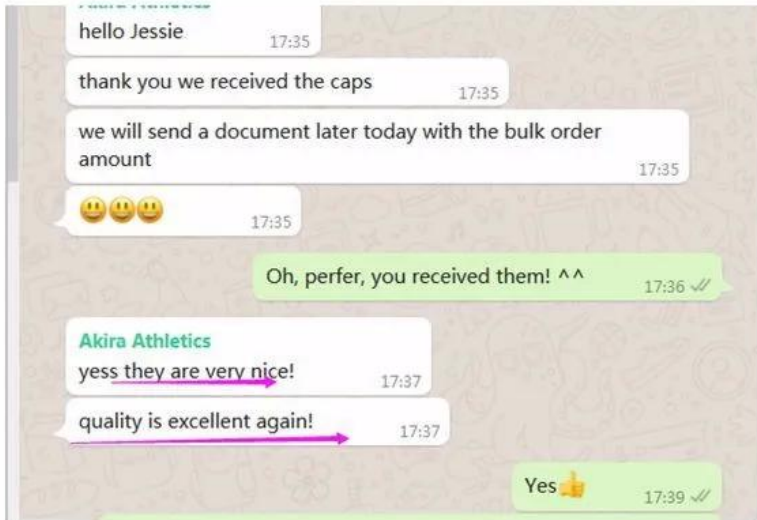 hello Jessie
17:35
thank you we received the caps
17:35
we will send a document later today with the bulk order
amount
17:35
😃😃😃
17:35
Oh, perfer, you received them! ^^
17:36
Akira Athletics
yess they are very nice!
17:37
quality is excellent again!
17:37
Yes👍
17:39